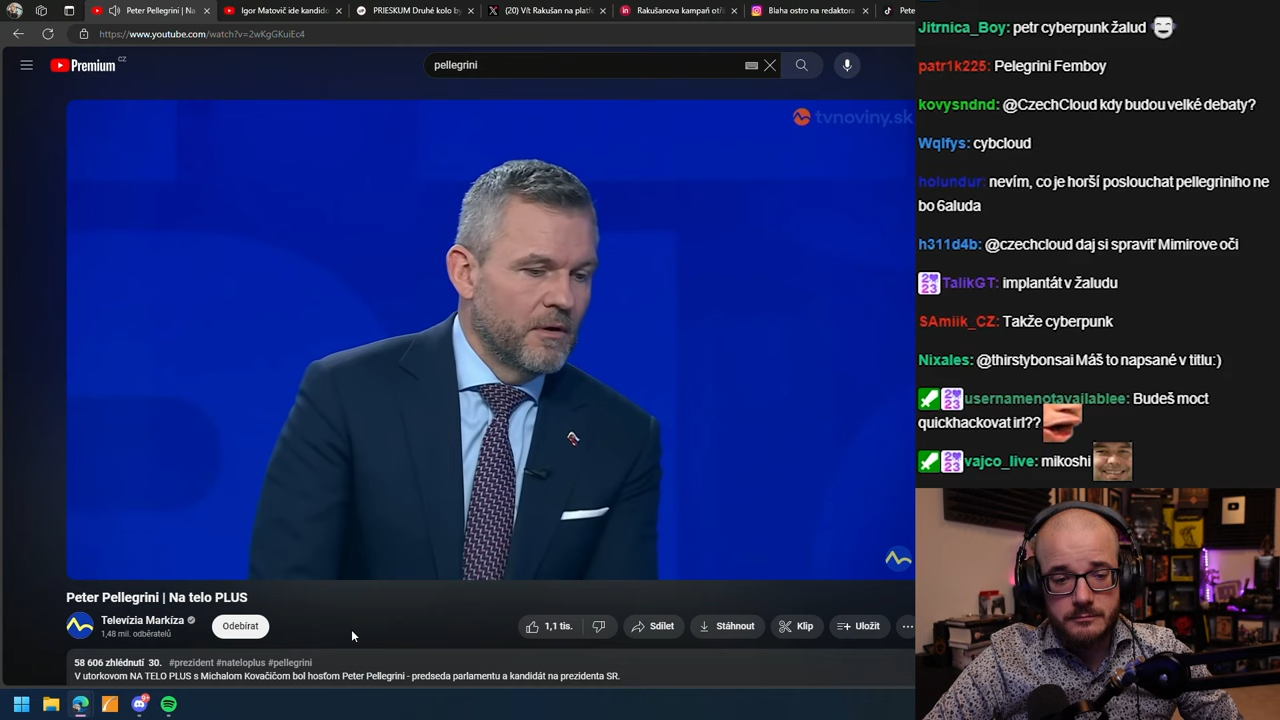 Peter Pellegrini | Na
Igor Matovič ide kandido
PRIESKUM Druhé kolo by
(20) Vít Rakušan na platfo
Rakušanova kampaň otř
Blaha ostro na redaktora
Pete
https://www.youtube.com/watch?v=2wKgGKuiEc4
Premium CZ
pellegrini
tvnoviny.sk
Peter Pellegrini | Na telo PLUS
Televízia Markíza
1,48 mil. odběratelů
Odebírat
1,1 tis.
Sdílet
Stáhnout
Klip
Uložit
58 606 zhlédnutí 30. #prezident #nateloplus #pellegrini
V utorkovom NA TELO PLUS s Michalom Kovačičom bol hosťom Peter Pellegrini - predseda parlamentu a kandidát na prezidenta SR.
Jitrnica_Boy: petr cyberpunk žalud
patr1k225: Pelegrini Femboy
kovysndnd: @CzechCloud kdy budou velké debaty?
Wqlfys: cybcloud
holundur: nevím, co je horší poslouchat pellegriniho ne
bo 6aluda
h311d4b: @czechcloud daj si spraviť Mimirove oči
2023 TalikGT: implantát v žaludu
SAmiik_CZ: Takže cyberpunk
Nixales: @thirstybonsai Máš to napsané v titlu:)
2023 usernamenotavailablee: Budeš moct
quickhackovat irl??
2023 vajco_live: mikoshi